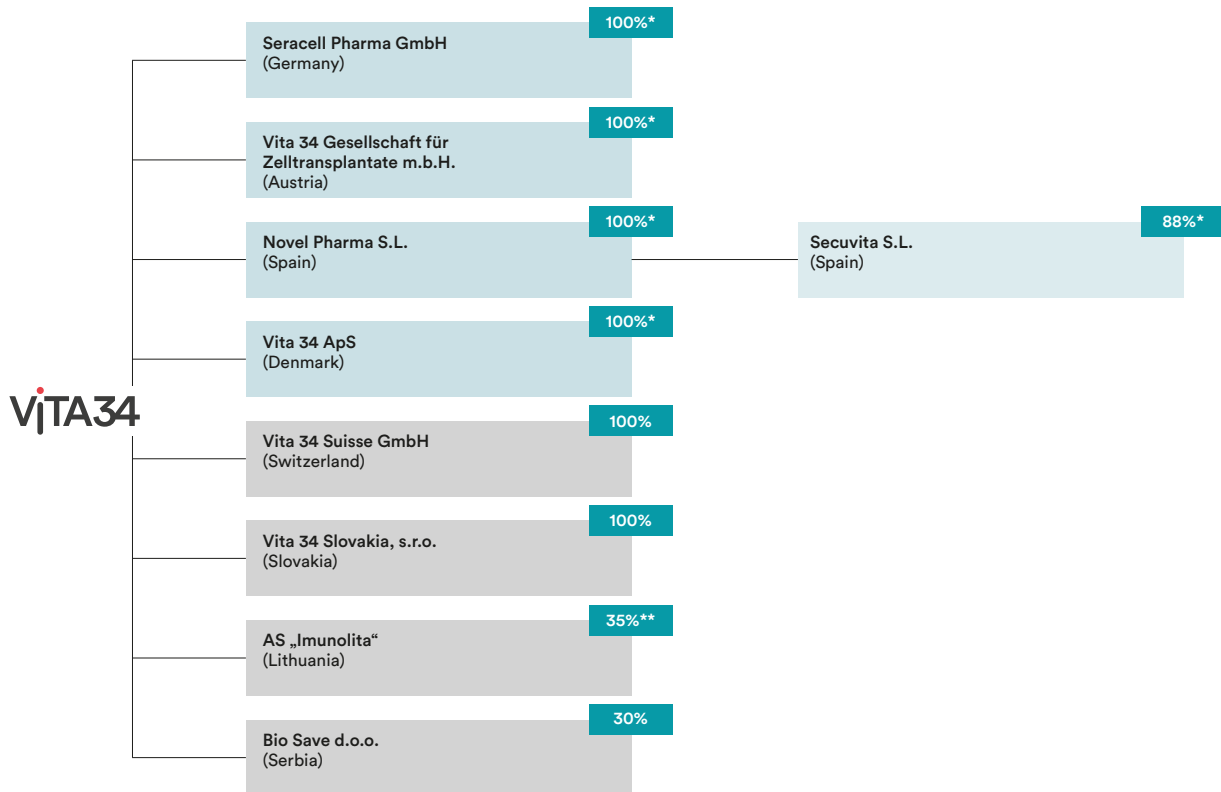 100%*
Seracell Pharma GmbH
(Germany)
100%*
Vita 34 Gesellschaft für
Zelltransplantate m.b.H.
(Austria)
100%*
Novel Pharma S.L.
(Spain)
88%*
Secuvita S.L.
(Spain)
100%*
Vita 34 ApS
(Denmark)
ViTA34
100%
Vita 34 Suisse GmbH
(Switzerland)
100%
Vita 34 Slovakia, s.r.o.
(Slovakia)
35%**
AS „Imunolita“
(Lithuania)
30%
Bio Save d.o.o.
(Serbia)